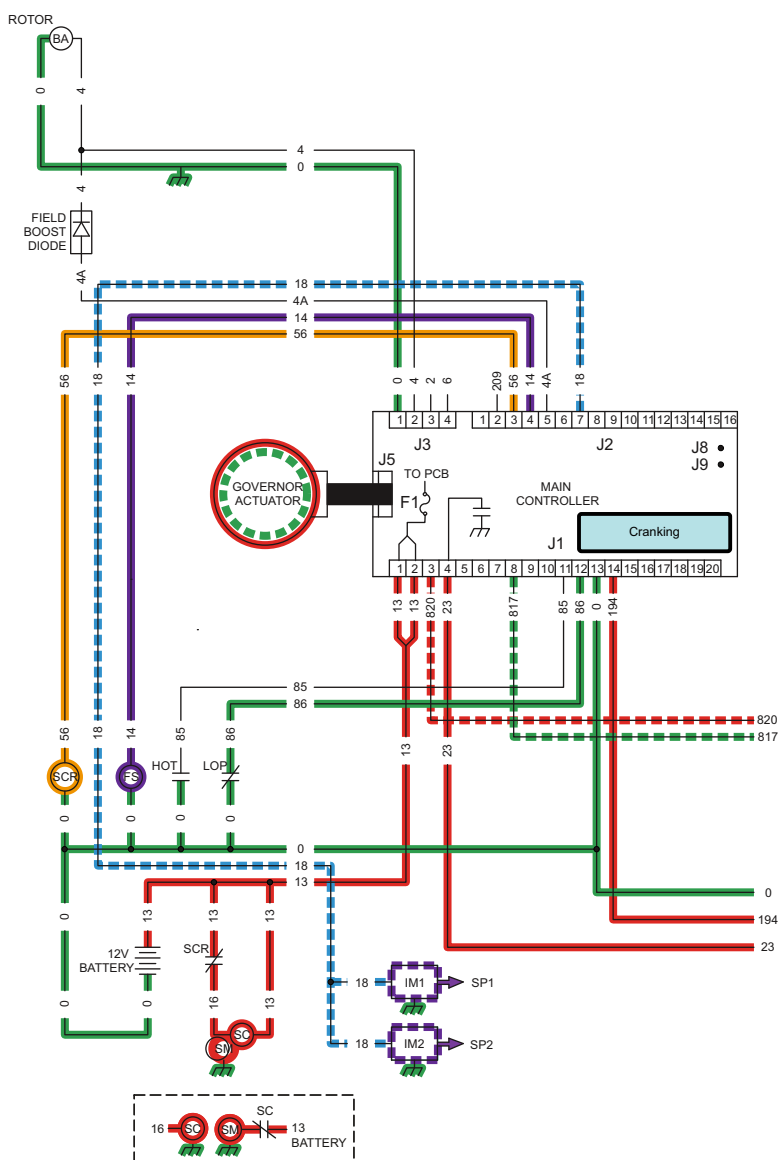 ROTOR
BA
0
4
4
0
4
FIELD
BOOST
DIODE
4A
18
4A
14
56
56
18
14
0
4
2
6
209
56
14
4A
18
1 2 3 4
1 2 3 4 5 6 7 8 9 10 11 12 13 14 15 16
J3
J2
J8
J9
J5
TO PCB
GOVERNOR
ACTUATOR
F1
MAIN
CONTROLLER
Cranking
J1
1 2 3 4 5 6 7 8 9 10 11 12 13 14 15 16 17 18 19 20
13
13
820
23
817
85
86
0
194
85
86
820
817
56
18
14
85
86
13
23
HOT
LOP
SCR
FS
0
0
0
0
0
18
13
0
194
23
0
13
13
13
12V
BATTERY
SCR
0
0
16
13
SC
SM
18
IM1
SP1
18
IM2
SP2
16
SC
SM
SC
13
BATTERY